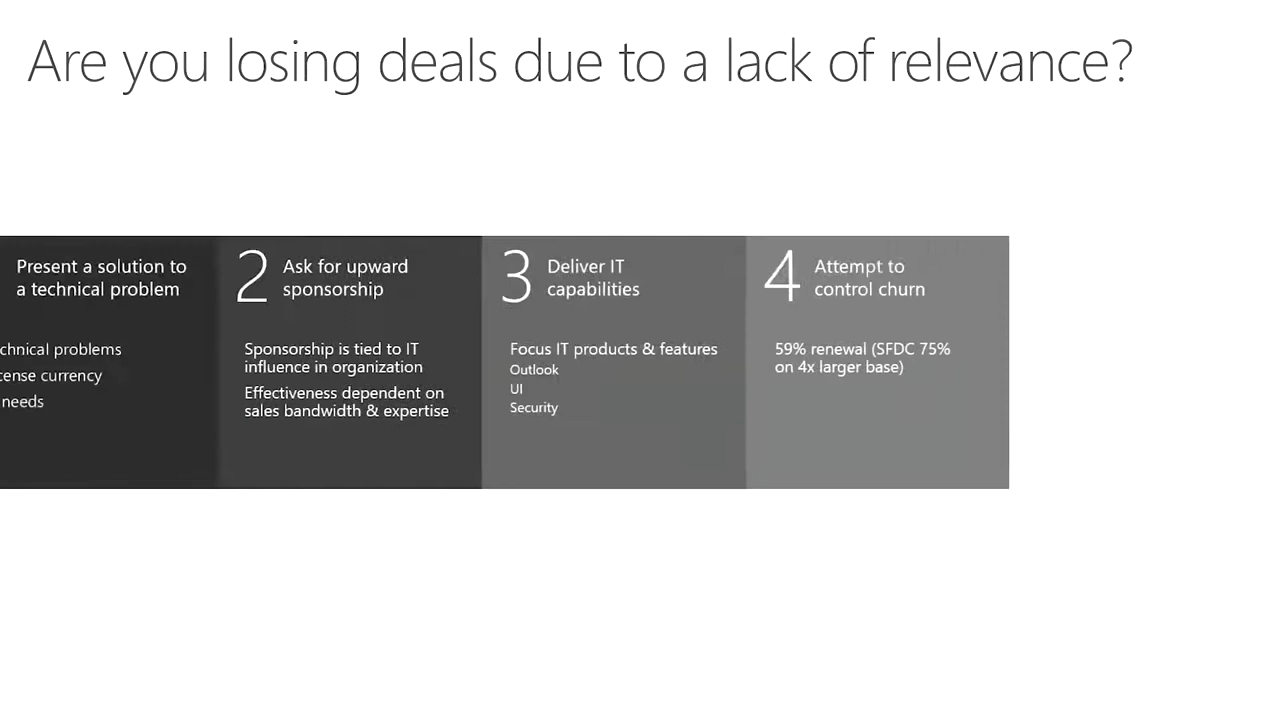 Are you losing deals due to a lack of relevance?
Present a solution to
a technical problem
problems
currency
needs
2
Ask for upward
sponsorship
Sponsorship is tied to IT
influence in organization
Effectiveness dependent on
sales bandwidth & expertise
3
Deliver IT
capabilities
Focus IT products & features
Outlook
UI
Security
4
Attempt to
control churn
59% renewal (SFDC 75%
on 4x larger base)